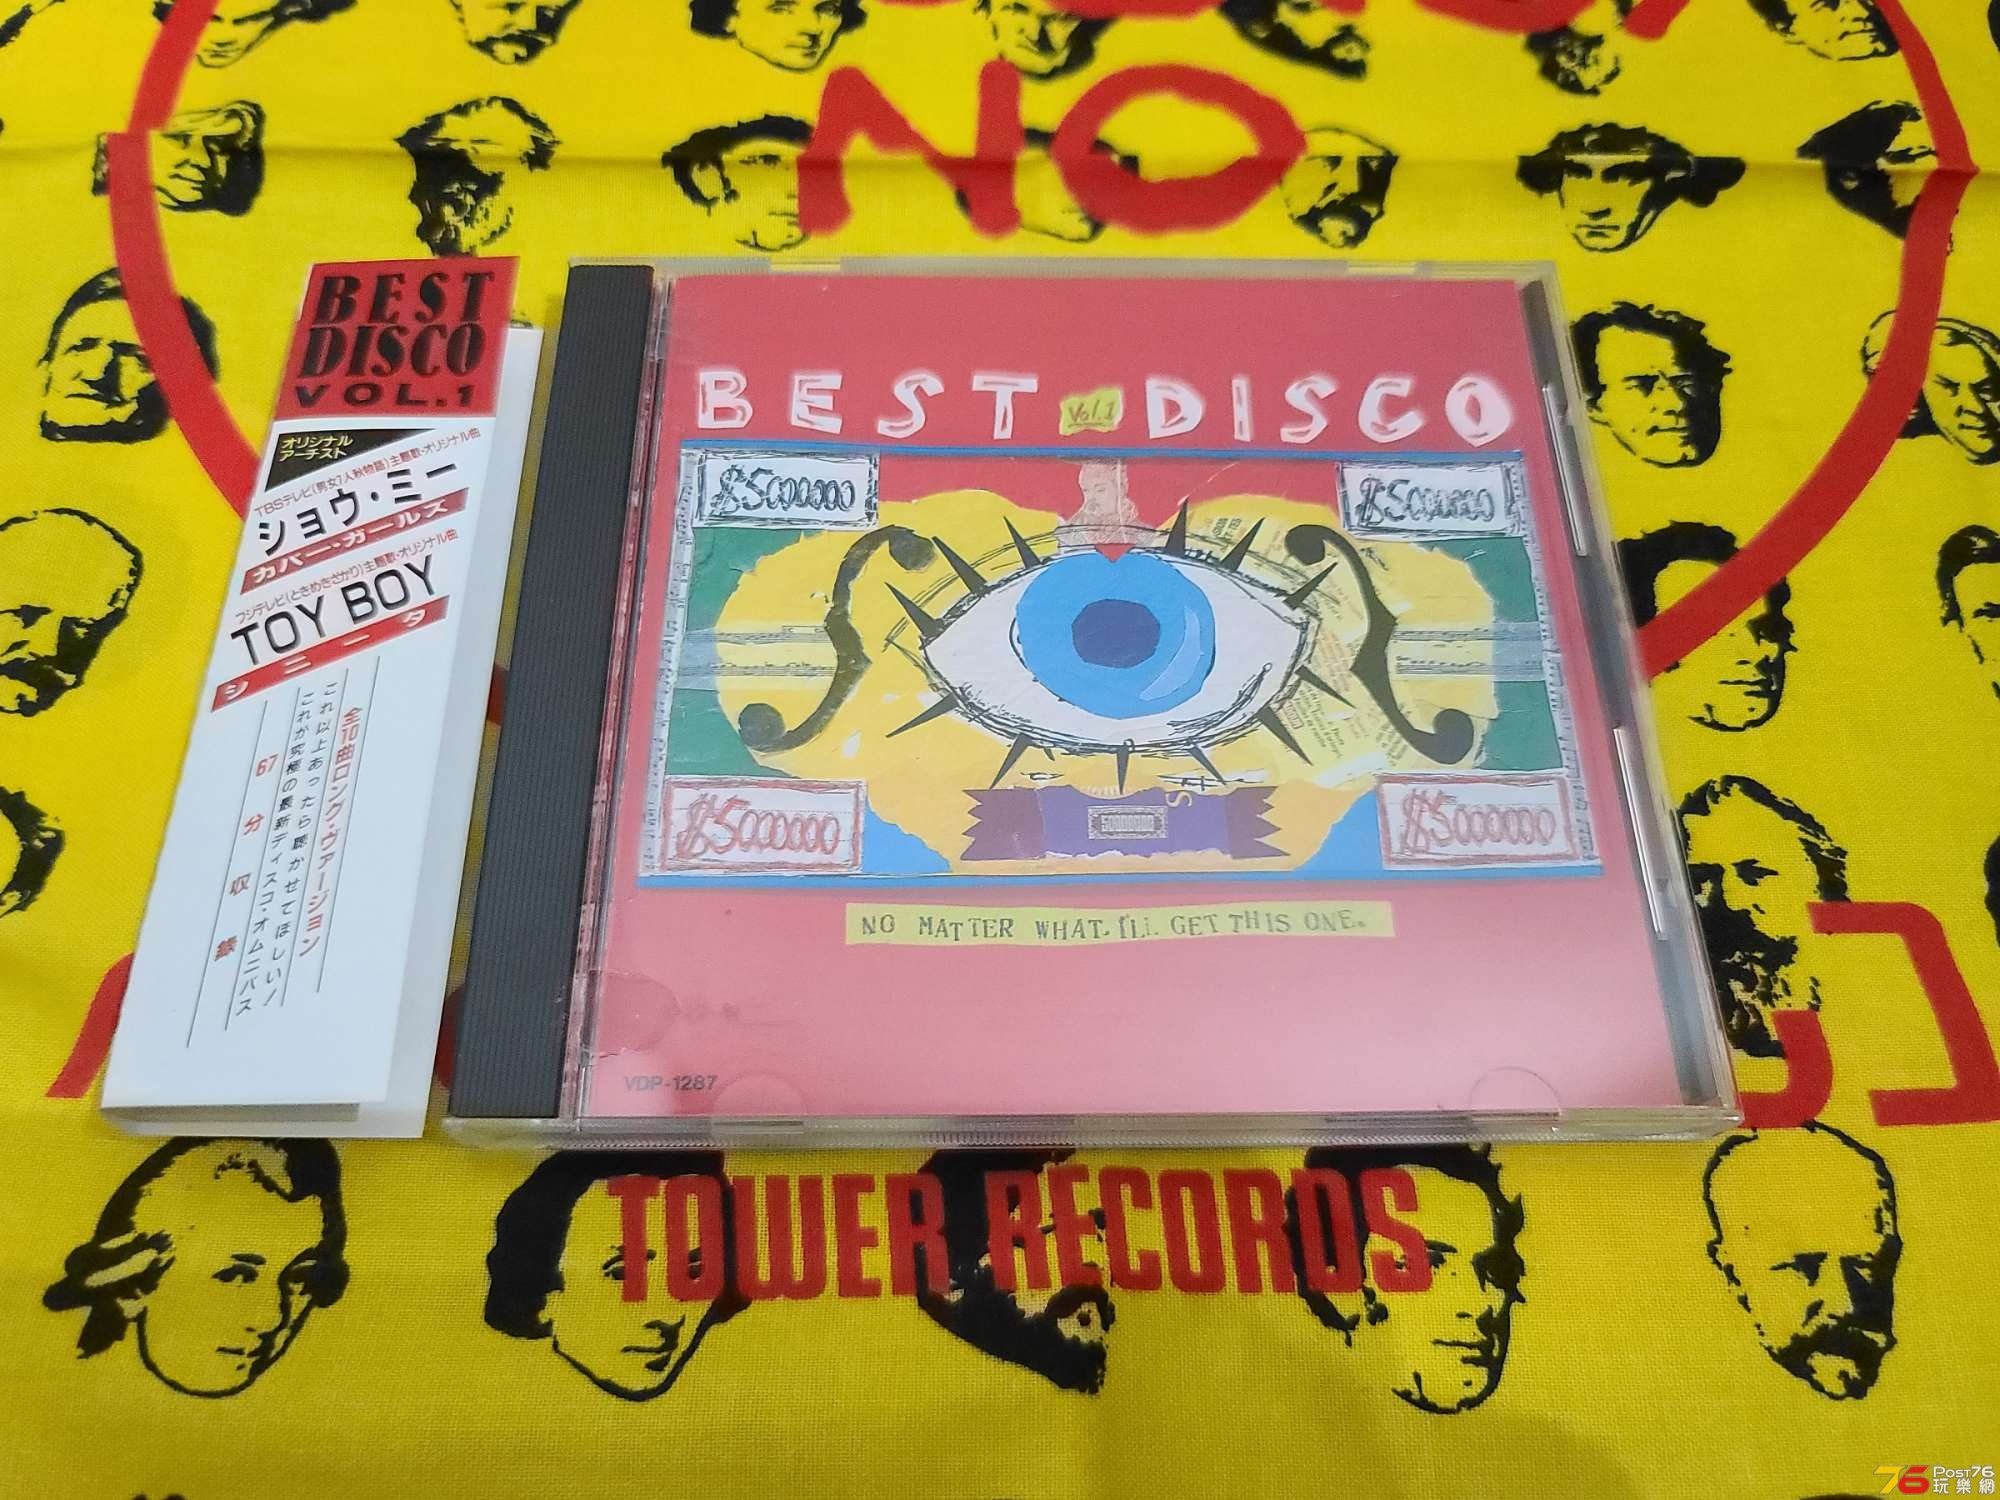 NO
BEST
DISCO
VOL.1
オリジナル
アーチスト
TBSテレビ(男女7人秋物語)主題歌・オリジナル曲
ショウ・ミー
カバー・ガールズ
フジテレビ(ときめきざかり)主題歌・オリジナル曲
TOY BOY
シニータ
全10曲ロング・ヴァージョン
これ以上あったら聴かせてほしい!
これが究極の最新ディスコ・オムニバス
67分収録
BEST Vol.1 DISCO
$5000000
$5000000
$5000000
$5000000
NO MATTER WHAT. I'LL GET THIS ONE.
VDP-1287
TOWER RECORDS
76 POST76
玩樂網